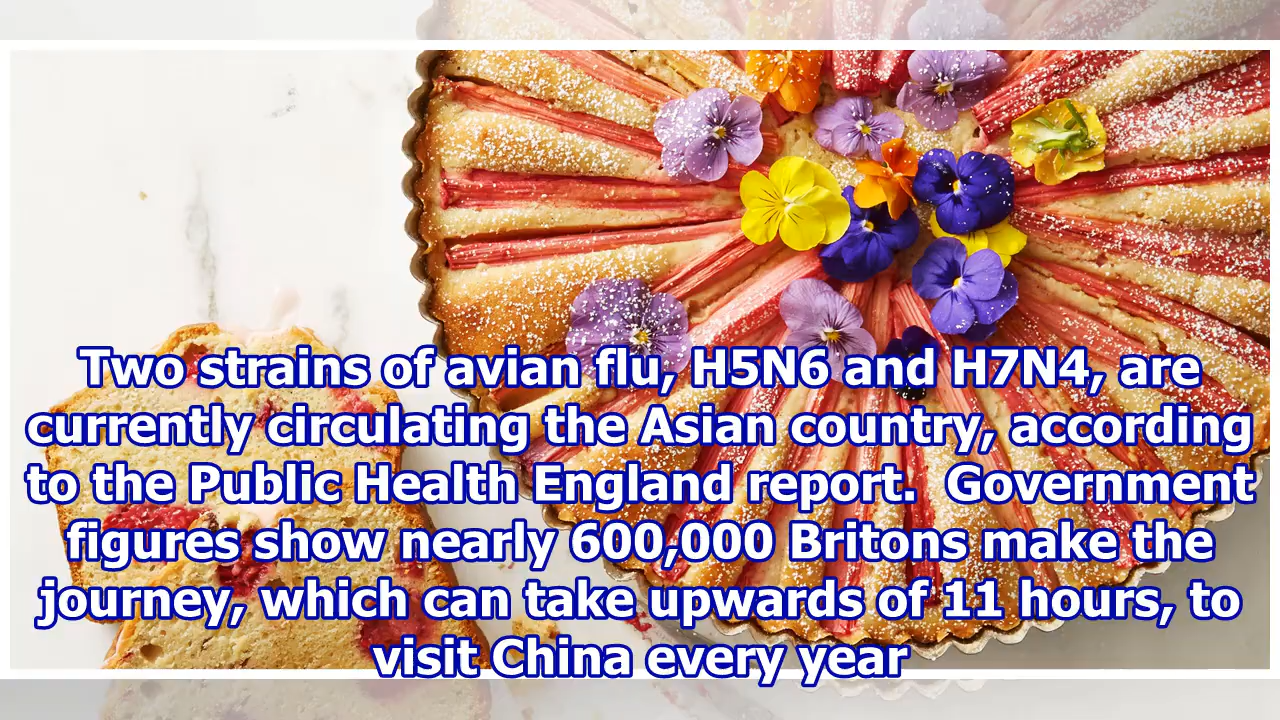 Two strains of avian flu, H5N6 and H7N4, are
currently circulating the Asian country, according
to the Public Health England report.  Government
figures show nearly 600,000 Britons make the
journey, which can take upwards of 11 hours, to
visit China every year